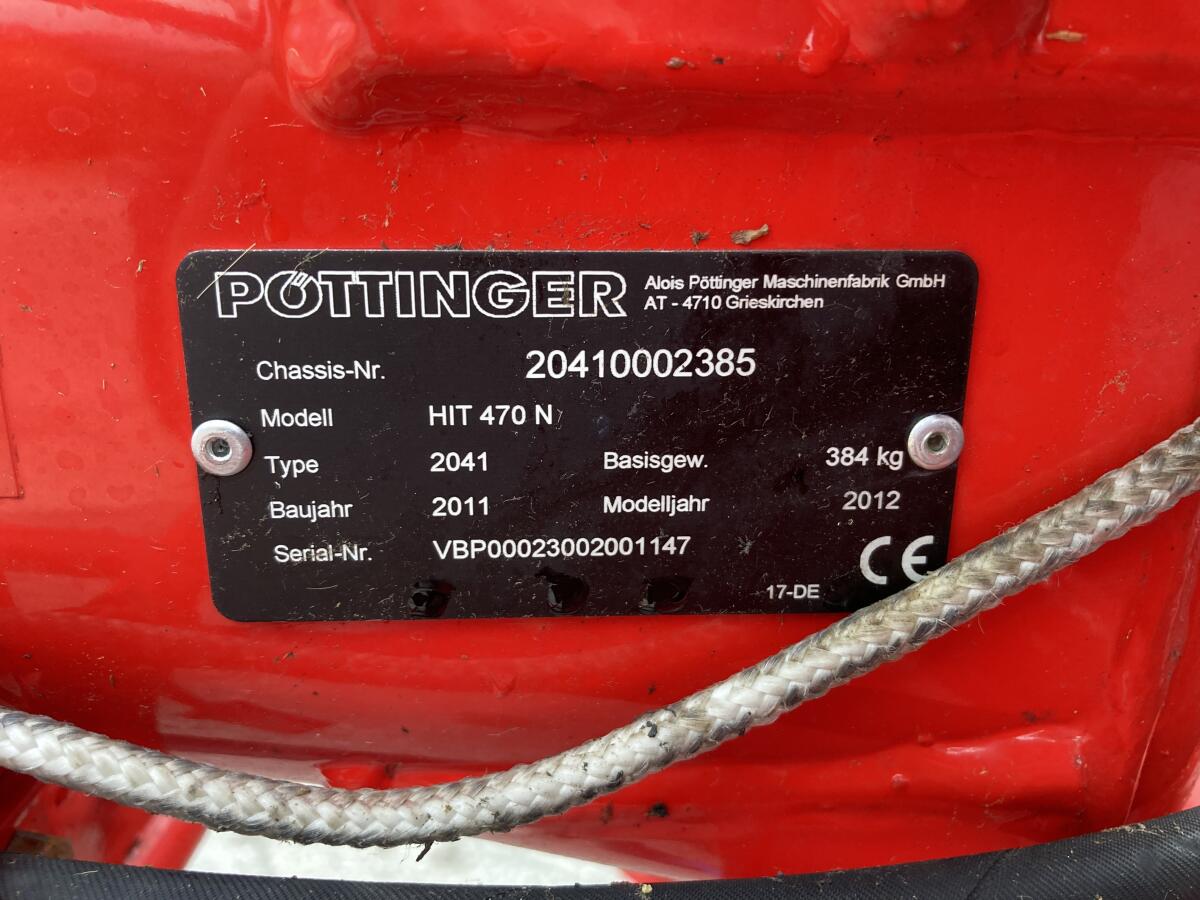 PÖTTINGER Alois Pöttinger Maschinenfabrik GmbH
AT - 4710 Grieskirchen
Chassis-Nr. 20410002385
Modell HIT 470 N
Type 2041 Basisgew. 384 kg
Baujahr 2011 Modelljahr 2012
Serial-Nr. VBP00023002001147
17-DE CE